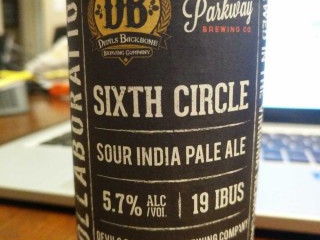 DB
DEVILS BACKBONE
BREWING COMPANY
Parkway
BREWING CO
SIXTH CIRCLE
SOUR INDIA PALE ALE
5.7% ALC /VOL | 19 IBUS